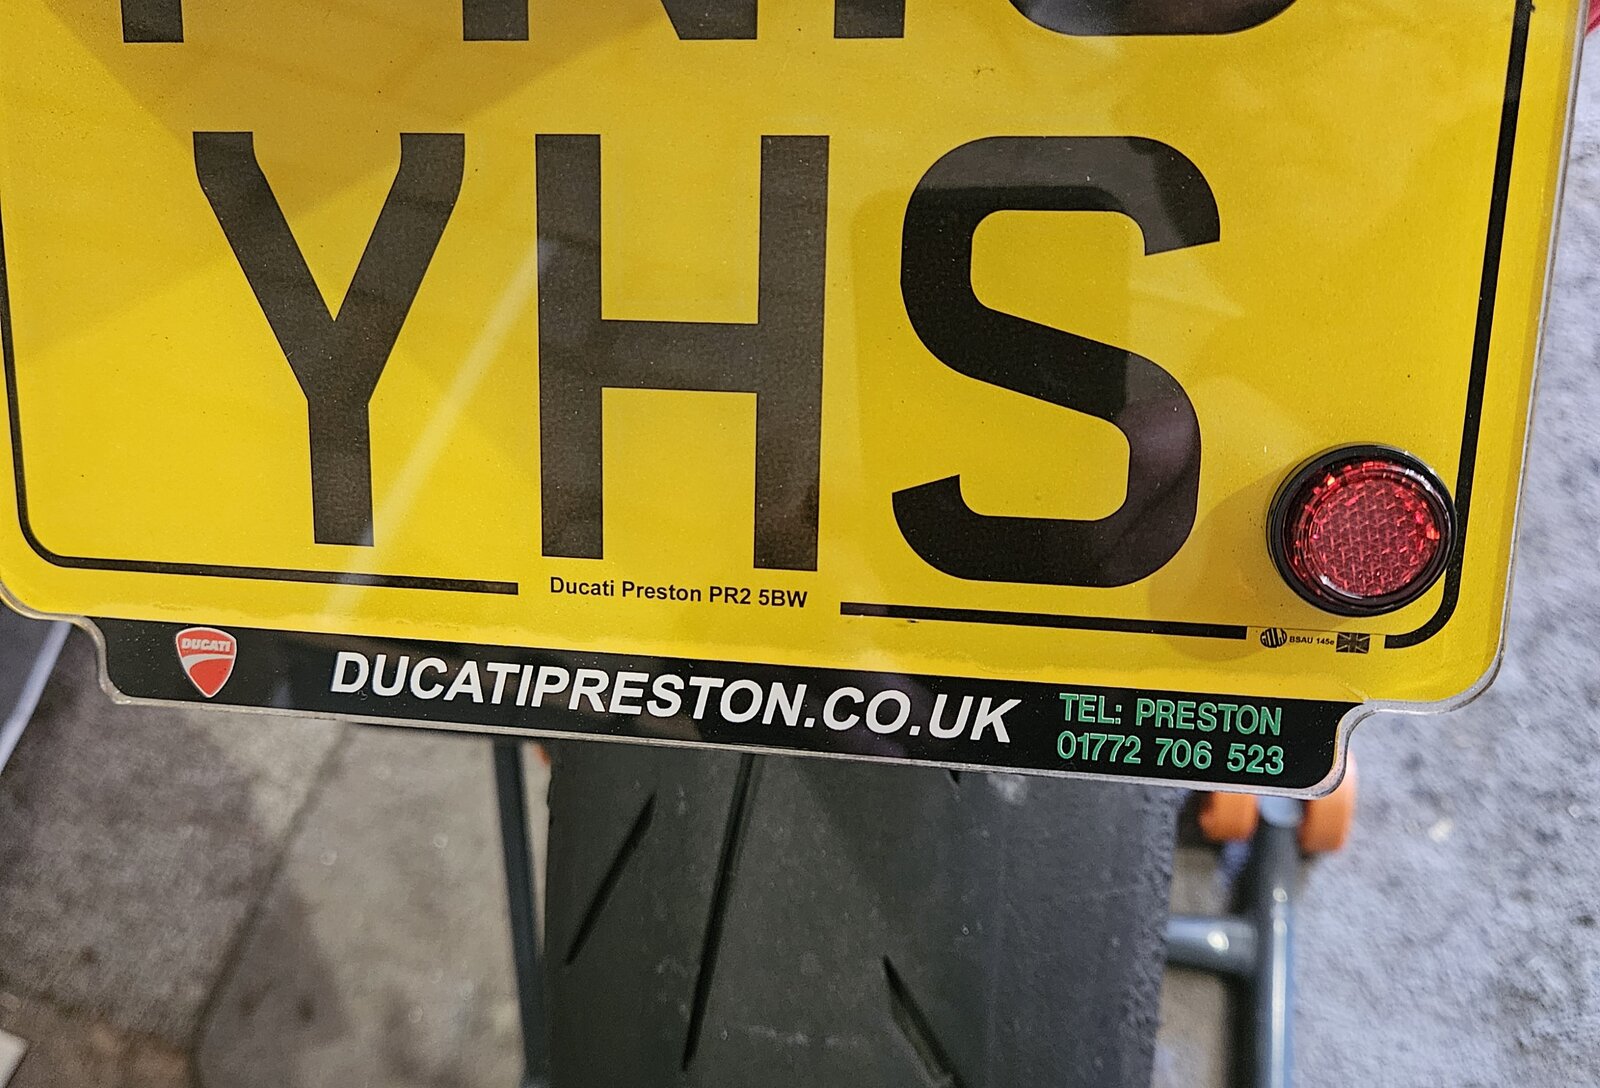 YHS
Ducati Preston PR2 5BW
BSAU 145e
DUCATI
DUCATIPRESTON.CO.UK
TEL: PRESTON
01772 706 523